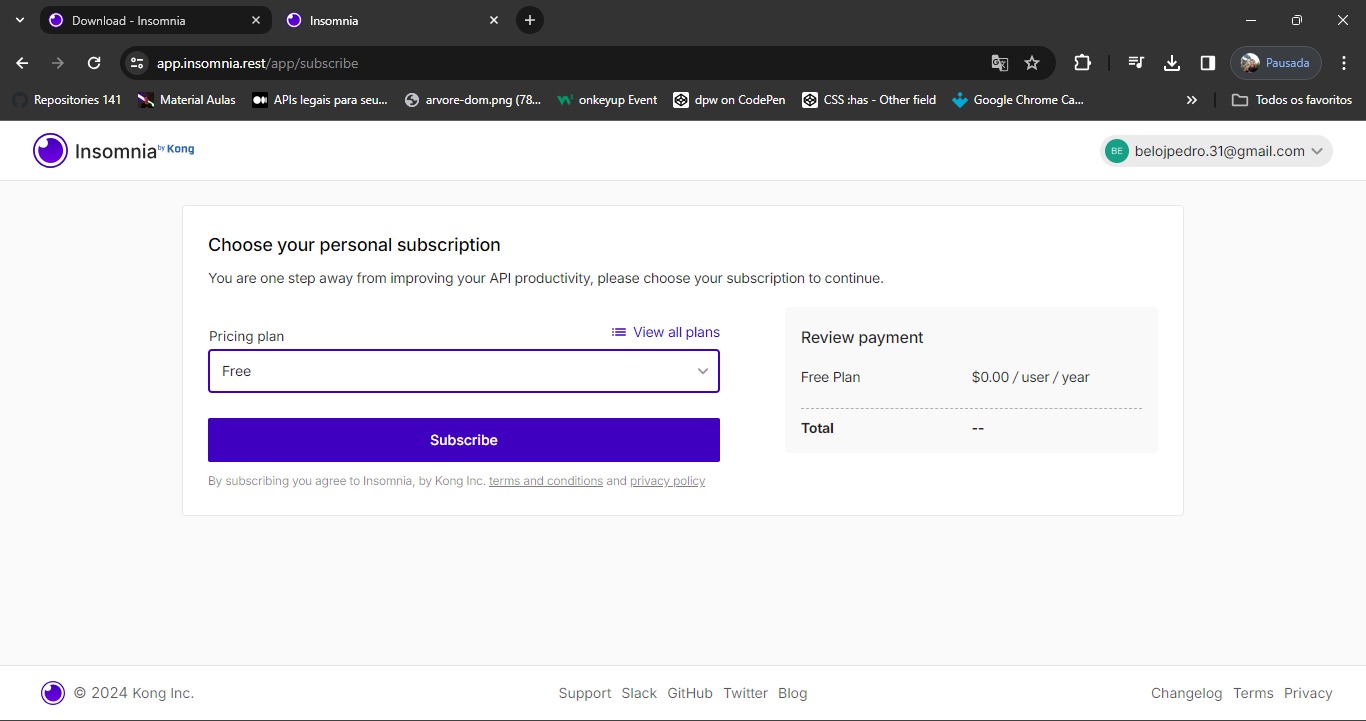 Download - Insomnia
Insomnia
app.insomnia.rest/app/subscribe
Pausada
Repositories 141
Material Aulas
APIs legais para seu...
arvore-dom.png (78...
onkeyup Event
dpw on CodePen
CSS :has - Other field
Google Chrome Ca...
Todos os favoritos
Insomnia by Kong
BE belojpedro.31@gmail.com
Choose your personal subscription
You are one step away from improving your API productivity, please choose your subscription to continue.
Pricing plan
View all plans
Free
Subscribe
By subscribing you agree to Insomnia, by Kong Inc. terms and conditions and privacy policy
Review payment
Free Plan $0.00 / user / year
Total --
© 2024 Kong Inc.
Support Slack GitHub Twitter Blog
Changelog Terms Privacy